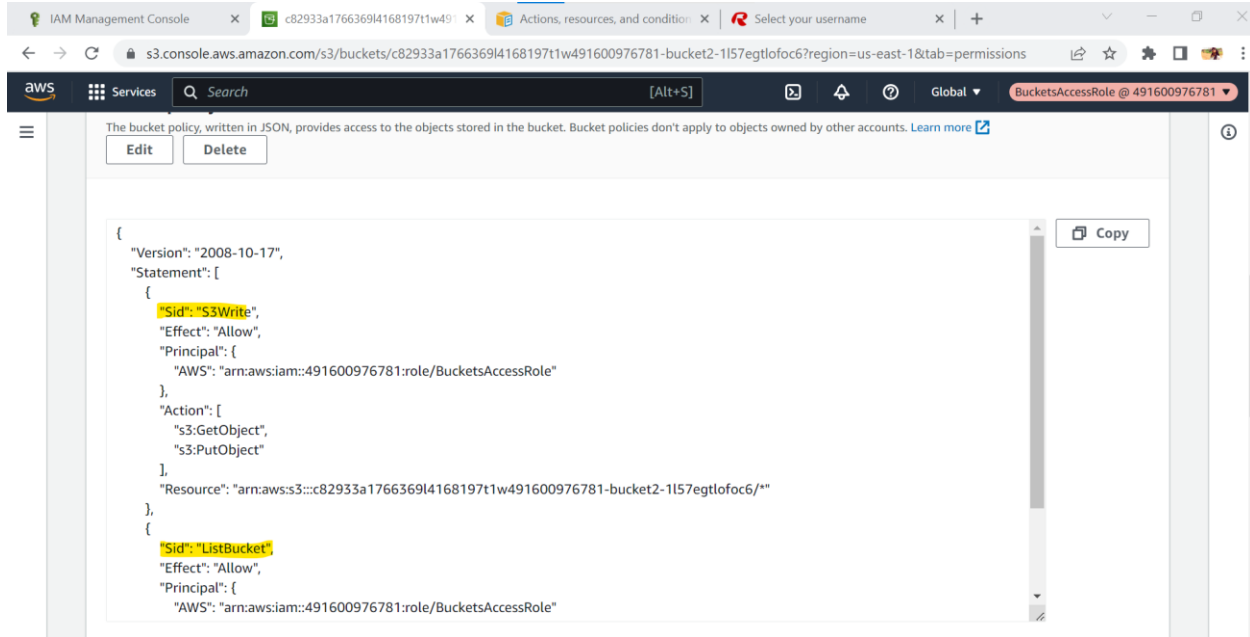 IAM Management Console
c82933a1766369l4168197t1w491
Actions, resources, and condition
Select your username
s3.console.aws.amazon.com/s3/buckets/c82933a1766369l4168197t1w491600976781-bucket2-1l57egtlofoc6?region=us-east-1&tab=permissions
aws
Services
Search
[Alt+S]
Global
BucketsAccessRole @ 491600976781
The bucket policy, written in JSON, provides access to the objects stored in the bucket. Bucket policies don't apply to objects owned by other accounts. Learn more
Edit
Delete
Copy
{
"Version": "2008-10-17",
"Statement": [
{
"Sid": "S3Write",
"Effect": "Allow",
"Principal": {
"AWS": "arn:aws:iam::491600976781:role/BucketsAccessRole"
},
"Action": [
"s3:GetObject",
"s3:PutObject"
],
"Resource": "arn:aws:s3:::c82933a1766369l4168197t1w491600976781-bucket2-1l57egtlofoc6/*"
},
{
"Sid": "ListBucket",
"Effect": "Allow",
"Principal": {
"AWS": "arn:aws:iam::491600976781:role/BucketsAccessRole"